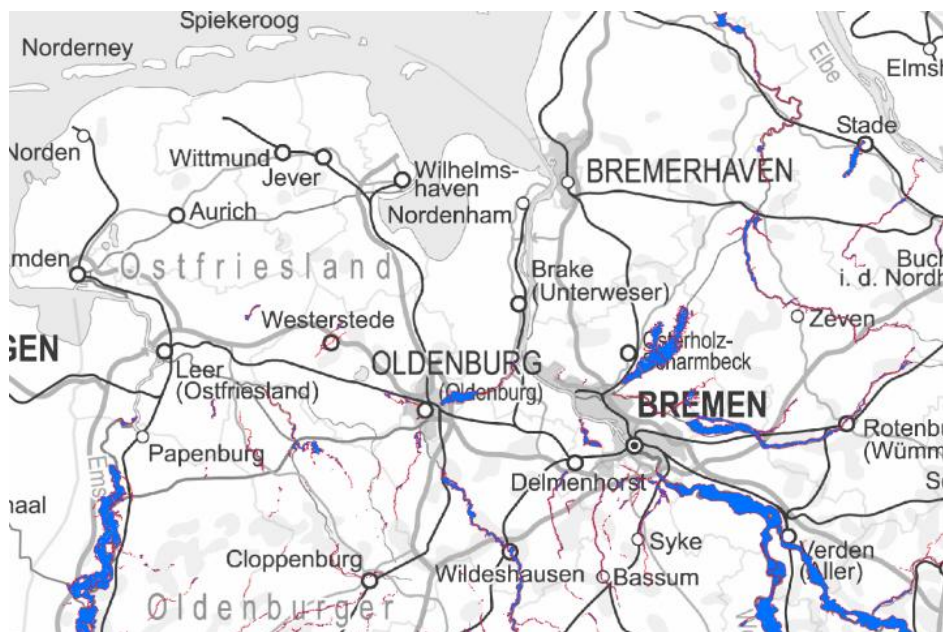 Spiekeroog
Norderney
Elbe
Elmsh
Stade
Norden
Wittmund
Jever
Wilhelms-
haven
BREMERHAVEN
Nordenham
Aurich
mden
Ostfriesland
Brake
(Unterweser)
Buch
i. d. Nordh
Westerstede
Zeven
GEN
OLDENBURG
(Oldenburg)
Osterholz-
Scharmbeck
Leer
(Ostfriesland)
BREMEN
Rotenbu
(Wümm
Papenburg
Ems
Delmenhorst
naal
Syke
Verden
(Aller)
Cloppenburg
Wildeshausen
Bassum
Oldenburger